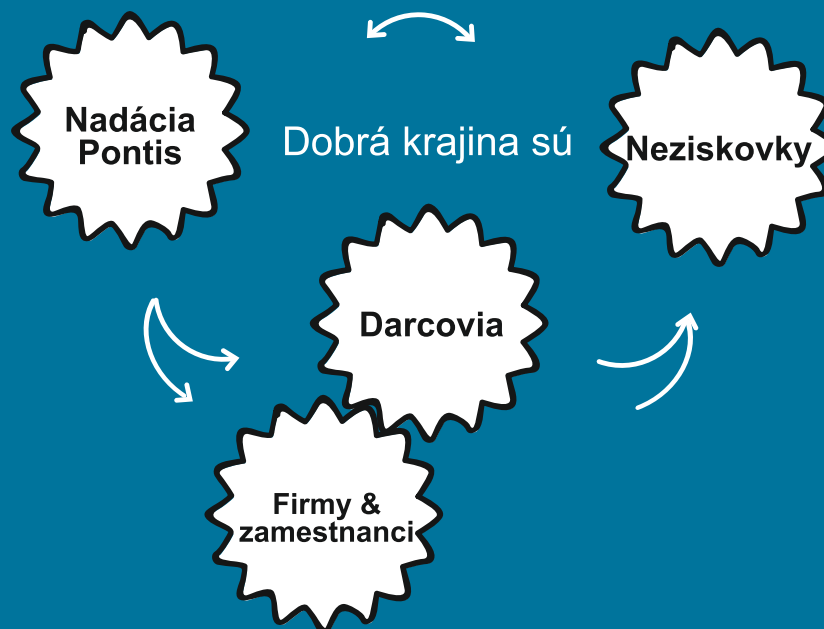 Nadácia
Pontis
Dobrá krajina sú
Neziskovky
Darcovia
Firmy &
zamestnanci